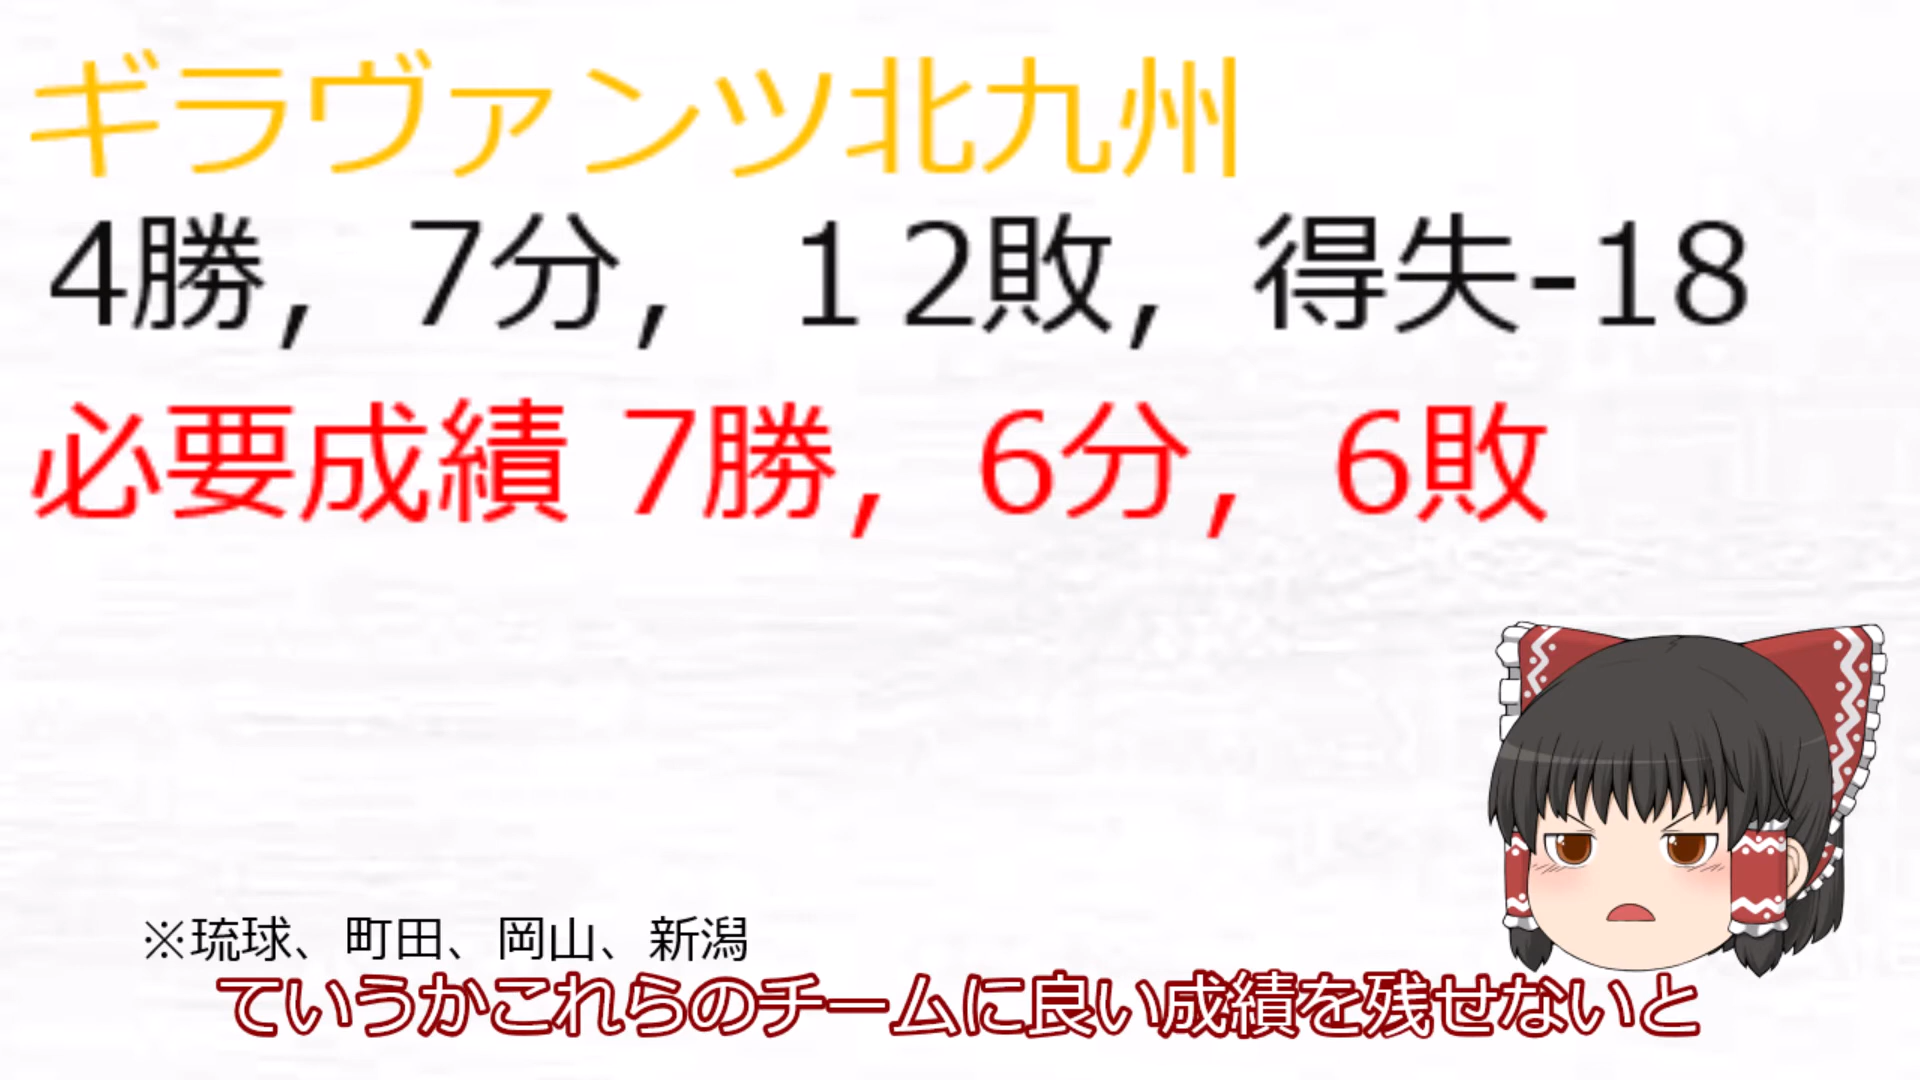 ギラヴァンツ北九州
4勝，7分，１２敗，得失-18
必要成績 7勝，6分，6敗
※琉球、町田、岡山、新潟
ていうかこれらのチームに良い成績を残せないと